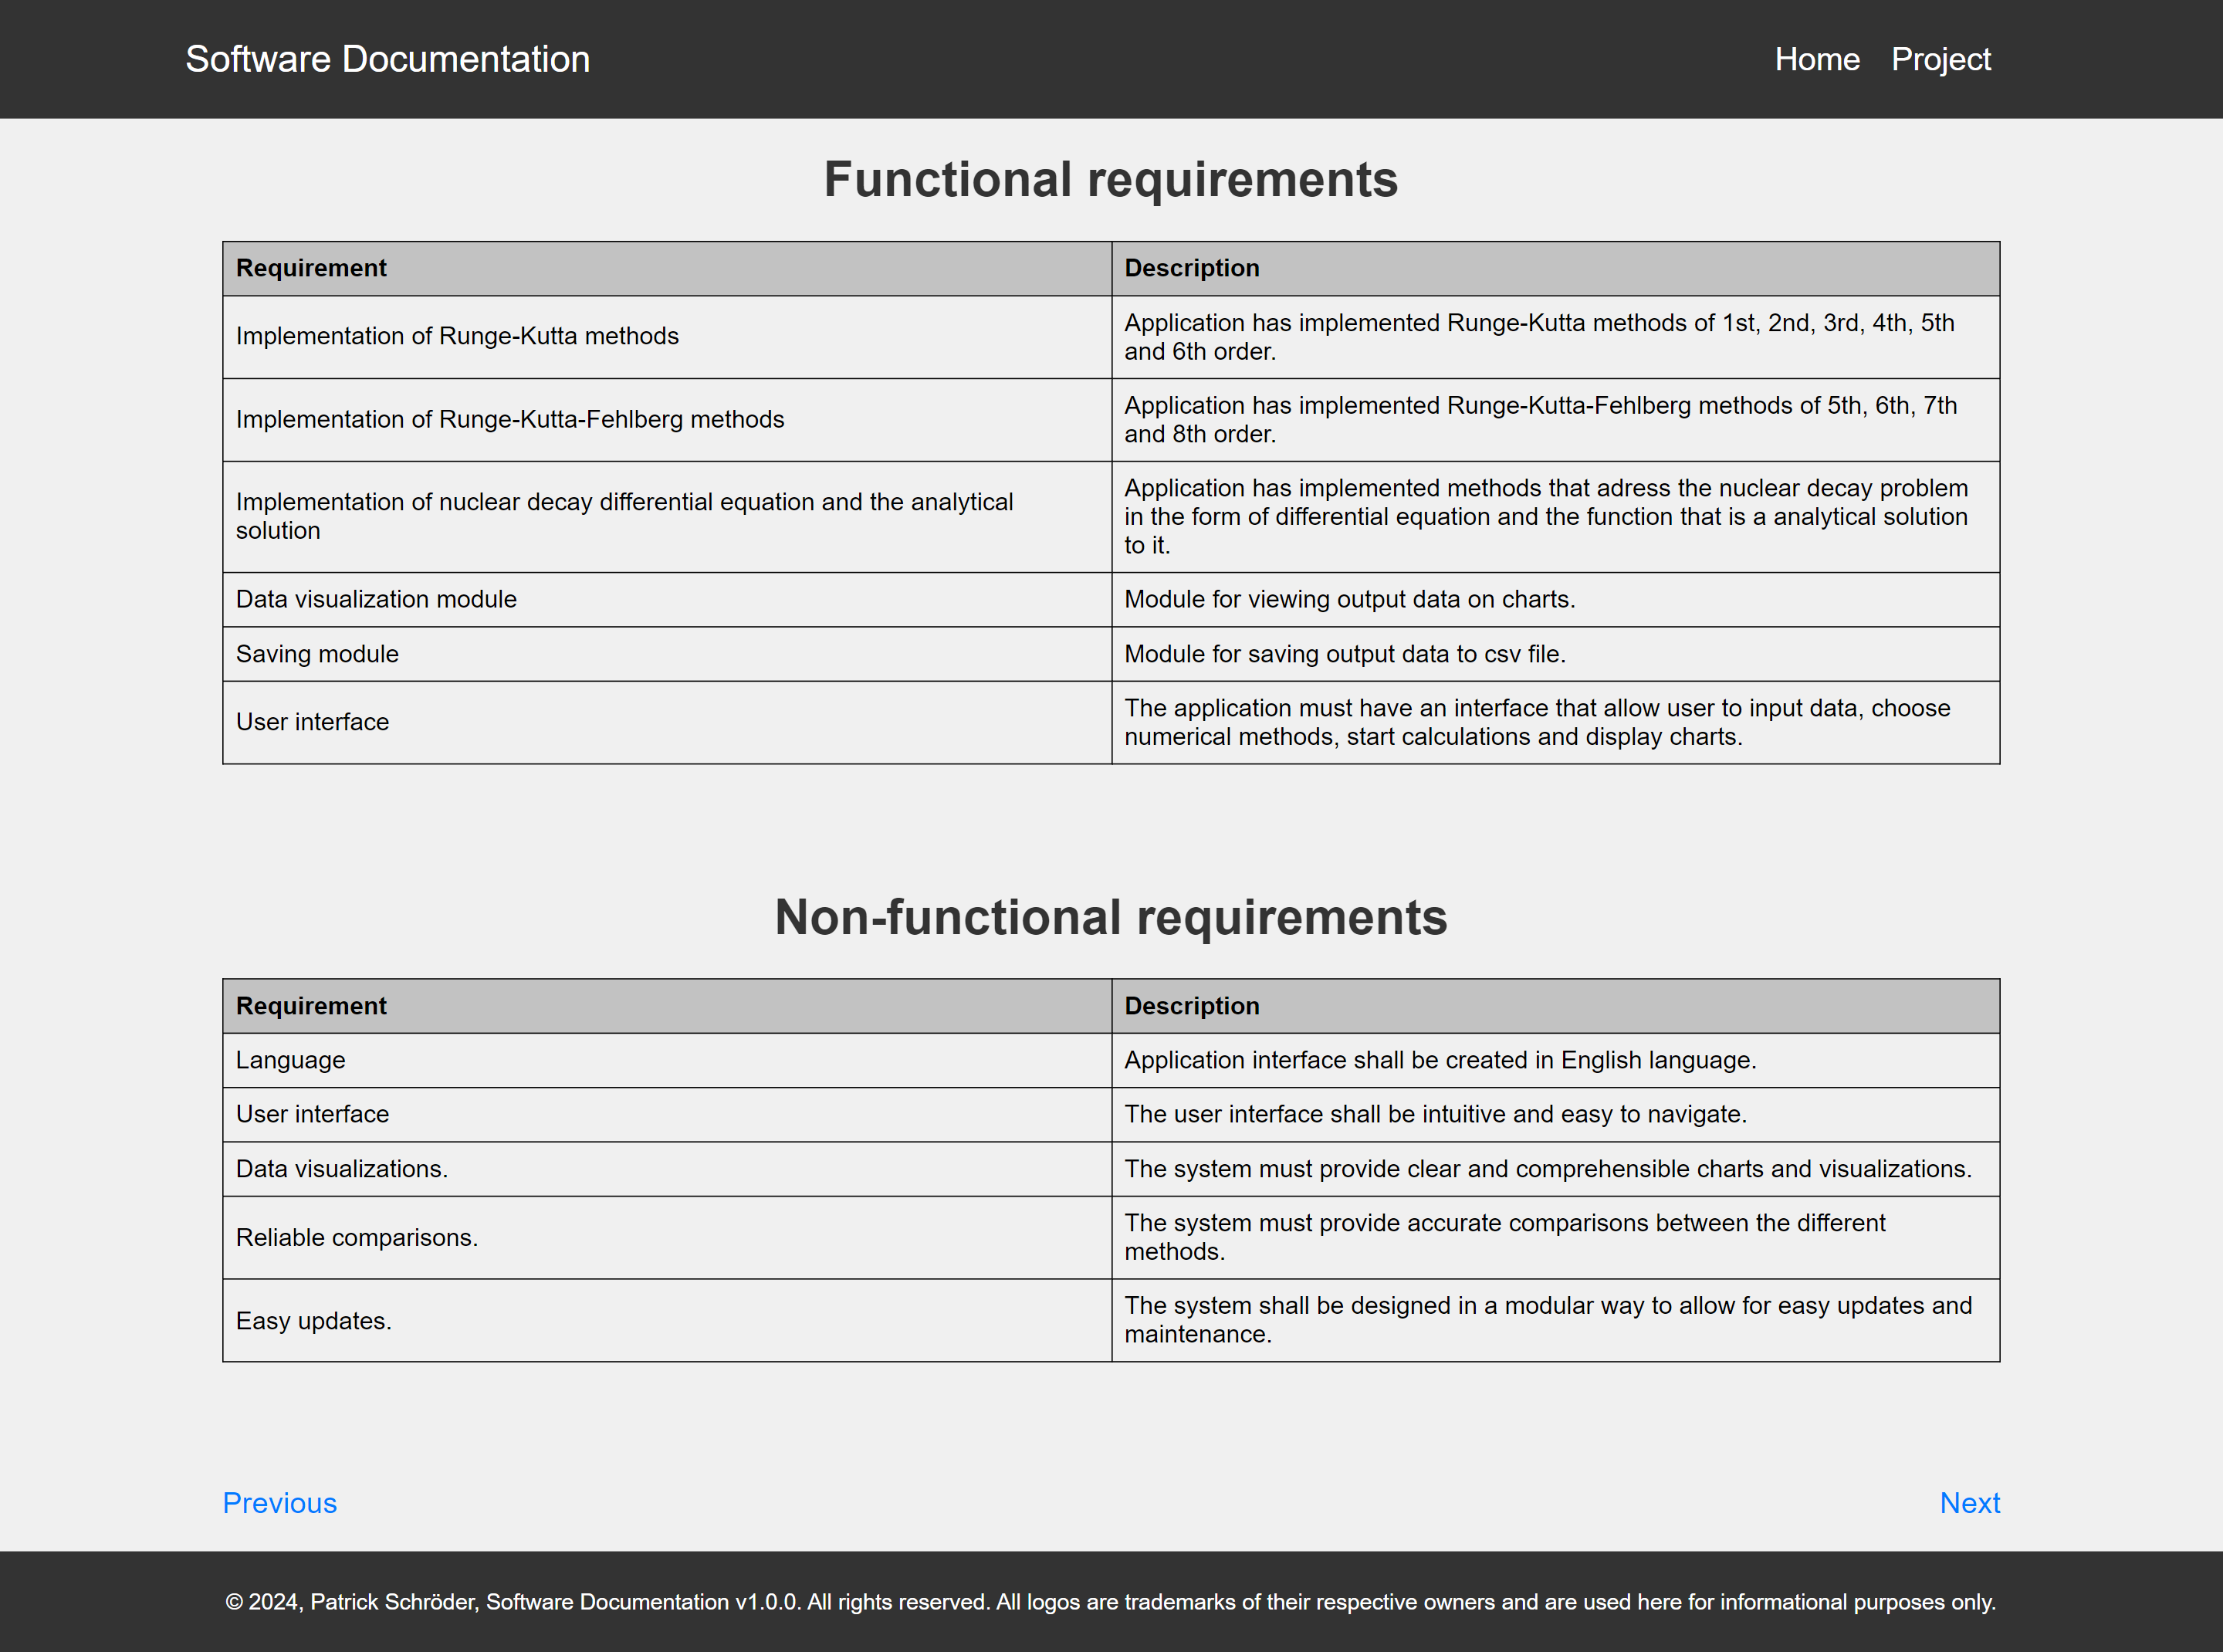 Software Documentation
Home Project
Functional requirements
Requirement
Description
Implementation of Runge-Kutta methods
Application has implemented Runge-Kutta methods of 1st, 2nd, 3rd, 4th, 5th
and 6th order.
Implementation of Runge-Kutta-Fehlberg methods
Application has implemented Runge-Kutta-Fehlberg methods of 5th, 6th, 7th
and 8th order.
Implementation of nuclear decay differential equation and the analytical
solution
Application has implemented methods that adress the nuclear decay problem
in the form of differential equation and the function that is a analytical solution
to it.
Data visualization module
Module for viewing output data on charts.
Saving module
Module for saving output data to csv file.
User interface
The application must have an interface that allow user to input data, choose
numerical methods, start calculations and display charts.
Non-functional requirements
Requirement
Description
Language
Application interface shall be created in English language.
User interface
The user interface shall be intuitive and easy to navigate.
Data visualizations.
The system must provide clear and comprehensible charts and visualizations.
Reliable comparisons.
The system must provide accurate comparisons between the different
methods.
Easy updates.
The system shall be designed in a modular way to allow for easy updates and
maintenance.
Previous
Next
© 2024, Patrick Schröder, Software Documentation v1.0.0. All rights reserved. All logos are trademarks of their respective owners and are used here for informational purposes only.